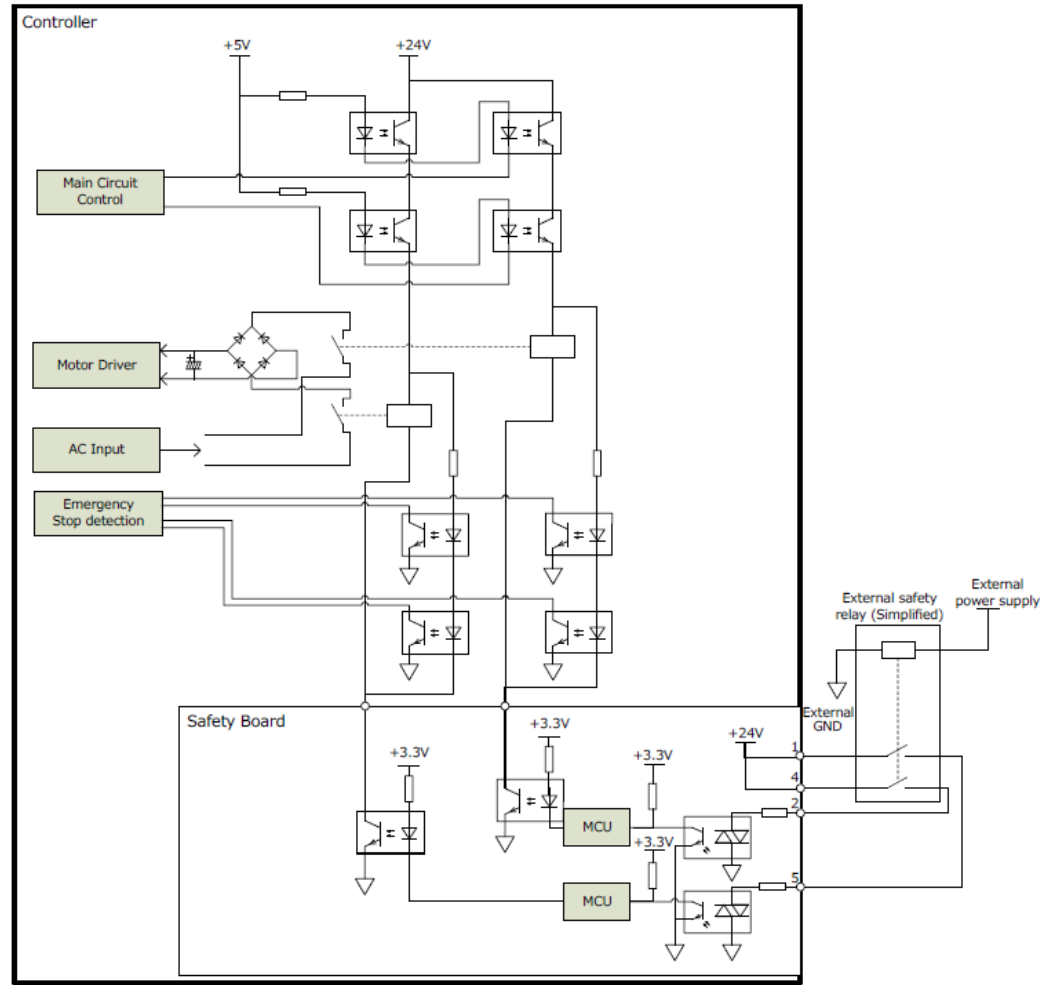 Controller
+5V
+24V
Main Circuit
Control
Motor Driver
AC Input
Emergency
Stop detection
External safety
relay (Simplified)
External
power supply
External
GND
Safety Board
+3.3V
+3.3V
+3.3V
+24V
1
4
2
MCU
+3.3V
5
MCU